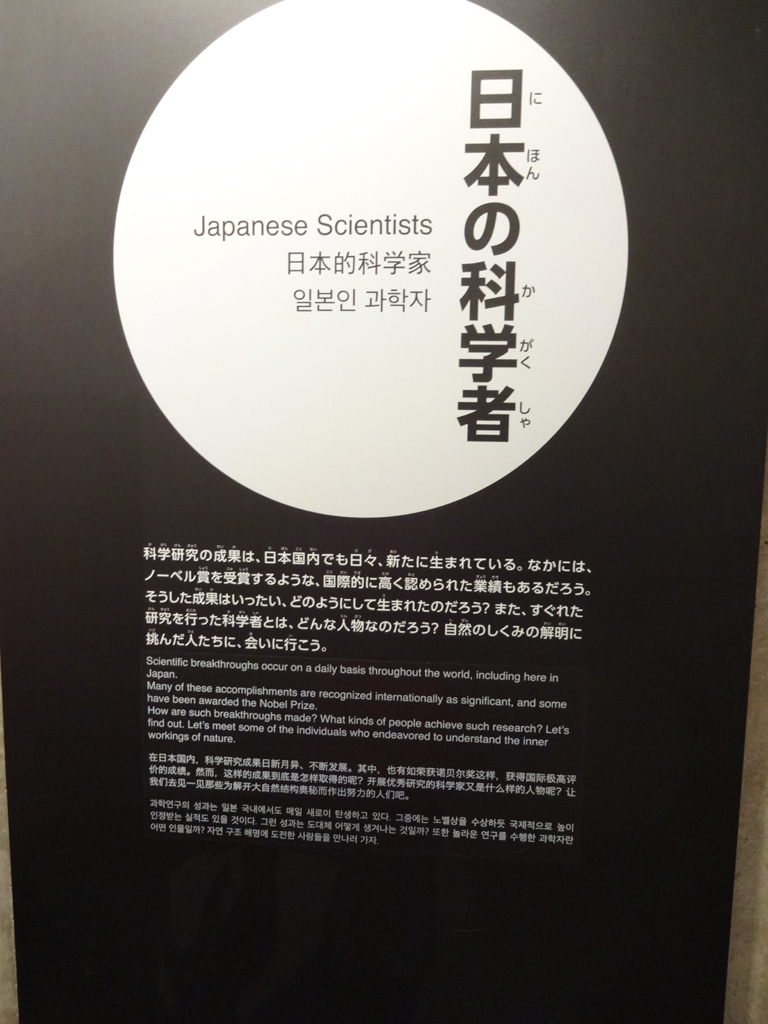 日本の科学者
に ほん か がく しゃ
Japanese Scientists
日本的科学家
일본인 과학자
科学研究の成果は、日本国内でも日々、新たに生まれている。なかには、
ノーベル賞を受賞するような、国際的に高く認められた業績もあるだろう。
そうした成果はいったい、どのようにして生まれたのだろう？また、すぐれた
研究を行った科学者とは、どんな人物なのだろう？自然のしくみの解明に
挑んだ人たちに、会いに行こう。
Scientific breakthroughs occur on a daily basis throughout the world, including here in
Japan.
Many of these accomplishments are recognized internationally as significant, and some
have been awarded the Nobel Prize.
How are such breakthroughs made? What kinds of people achieve such research? Let's
find out. Let's meet some of the individuals who endeavored to understand the inner
workings of nature.
在日本国内，科学研究成果日新月异、不断发展。其中，也有如荣获诺贝尔奖这样，获得国际极高评
价的成绩。然而，这样的成果到底是怎样取得的呢？开展优秀研究的科学家又是什么样的人物呢？让
我们去见一见那些为解开大自然结构奥秘而作出努力的人们吧。
과학연구의 성과는 일본 국내에서도 매일 새로이 탄생하고 있다. 그중에는 노벨상을 수상하듯 국제적으로 높이
인정받는 실적도 있을 것이다. 그런 성과는 도대체 어떻게 생겨나는 것일까? 또한 놀라운 연구를 수행한 과학자란
어떤 인물일까? 자연 구조 해명에 도전한 사람들을 만나러 가자.